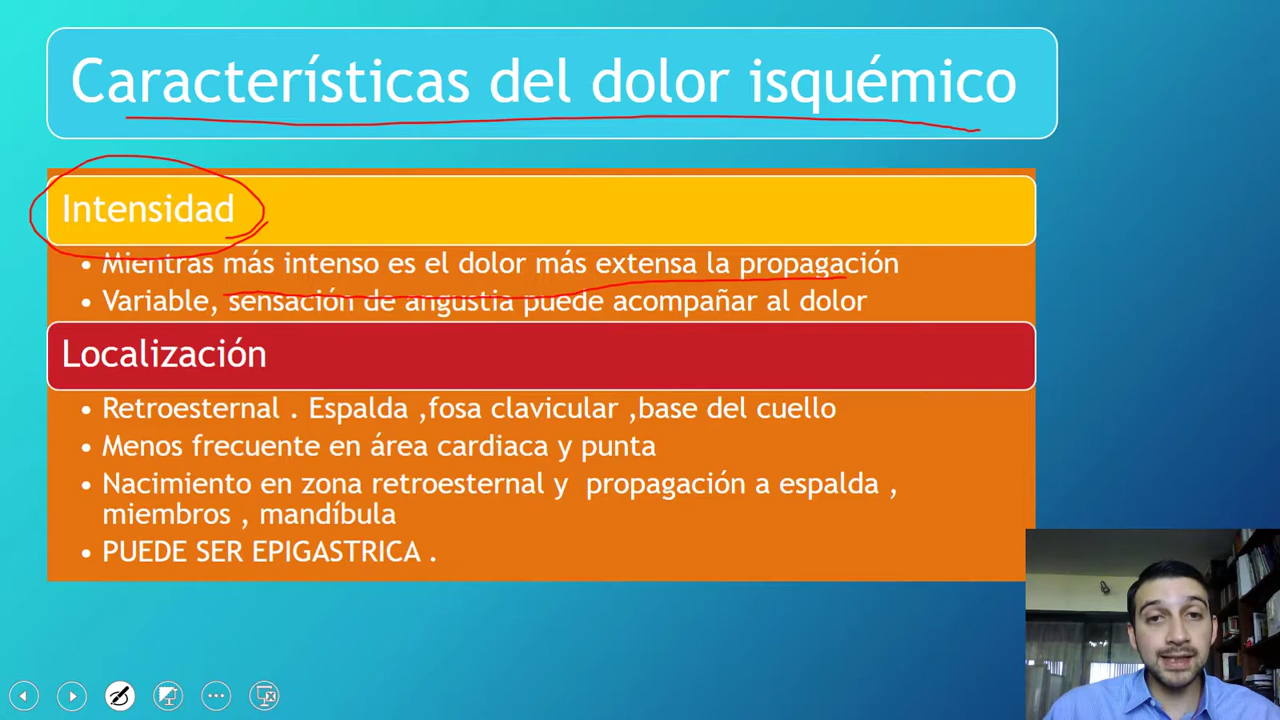 Características del dolor isquémico
Intensidad
• Mientras más intenso es el dolor más extensa la propagación
• Variable, sensación de angustia puede acompañar al dolor
Localización
• Retroesternal . Espalda ,fosa clavicular ,base del cuello
• Menos frecuente en área cardiaca y punta
• Nacimiento en zona retroesternal y propagación a espalda ,
miembros , mandíbula
• PUEDE SER EPIGASTRICA .